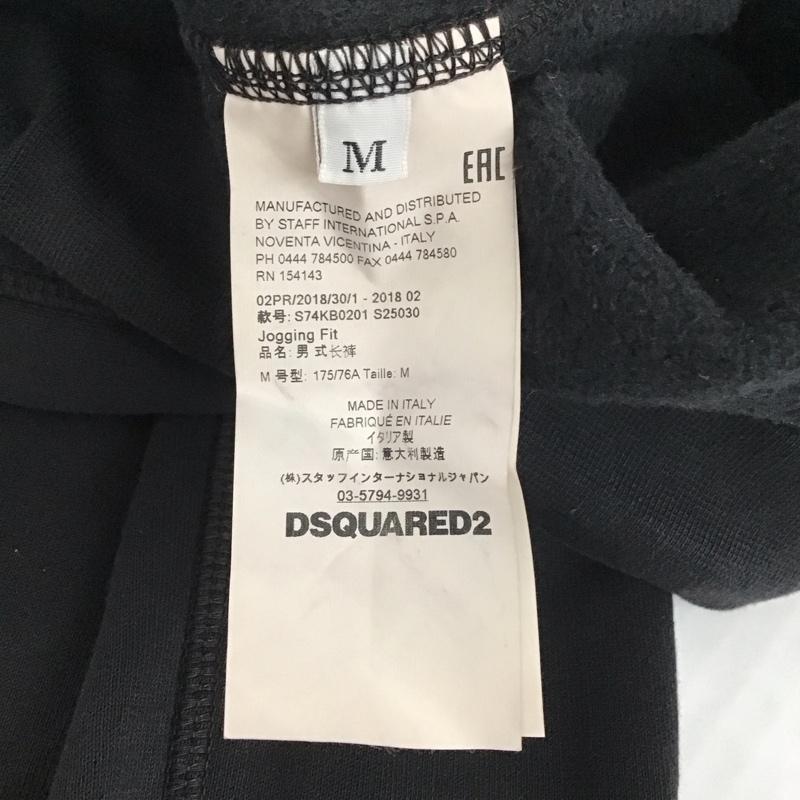 M
EAC
MANUFACTURED AND DISTRIBUTED
BY STAFF INTERNATIONAL S.P.A.
NOVENTA VICENTINA - ITALY
PH 0444 784500 FAX 0444 784580
RN 154143
02PR/2018/30/1 - 2018 02
款号: S74KB0201 S25030
Jogging Fit
品名: 男 式长裤
M 号型: 175/76A Taille: M
MADE IN ITALY
FABRIQUÉ EN ITALIE
イタリア製
原产国: 意大利製造
(株)スタッフインターナショナルジャパン
03-5794-9931
DSQUARED2